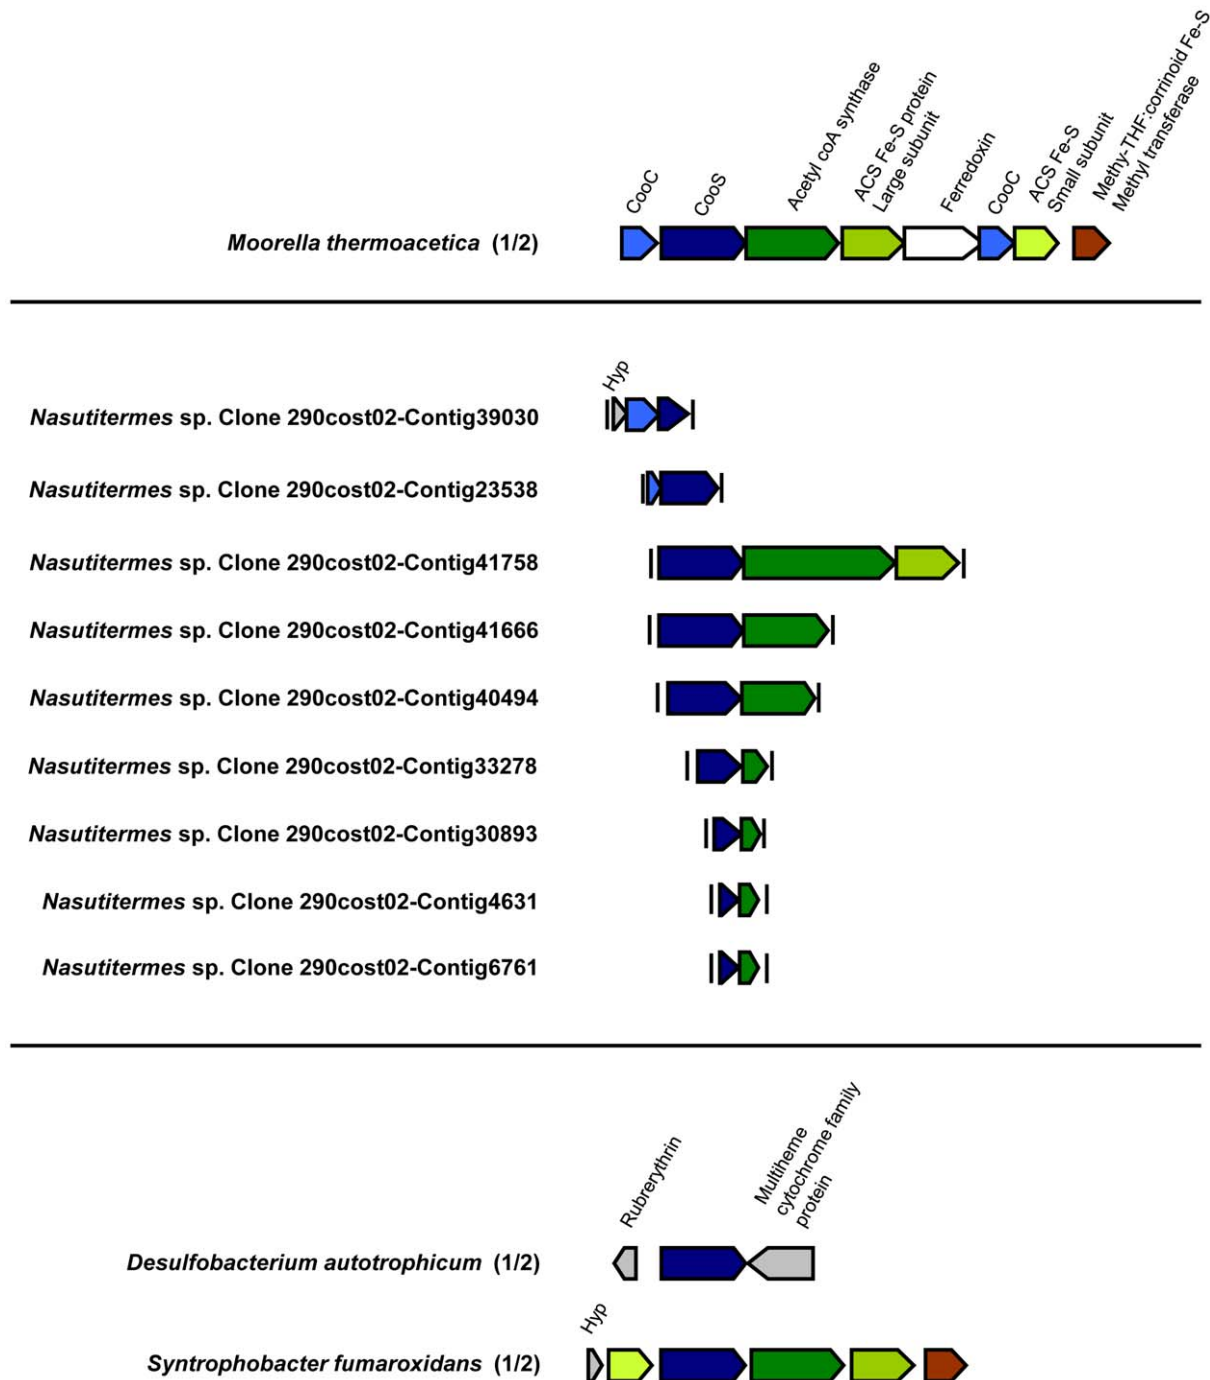 CooC
CooS
Acetyl coA synthase
ACS Fe-S protein
Large subunit
Ferredoxin
CooC
ACS Fe-S
Small subunit
Methy-THF:corrinoid Fe-S
Methyl transferase
Moorella thermoacetica (1/2)
Hyp
Nasutitermes sp. Clone 290cost02-Contig39030
Nasutitermes sp. Clone 290cost02-Contig23538
Nasutitermes sp. Clone 290cost02-Contig41758
Nasutitermes sp. Clone 290cost02-Contig41666
Nasutitermes sp. Clone 290cost02-Contig40494
Nasutitermes sp. Clone 290cost02-Contig33278
Nasutitermes sp. Clone 290cost02-Contig30893
Nasutitermes sp. Clone 290cost02-Contig4631
Nasutitermes sp. Clone 290cost02-Contig6761
Rubrerythrin
Multiheme
cytochrome family
protein
Desulfobacterium autotrophicum (1/2)
Hyp
Syntrophobacter fumaroxidans (1/2)